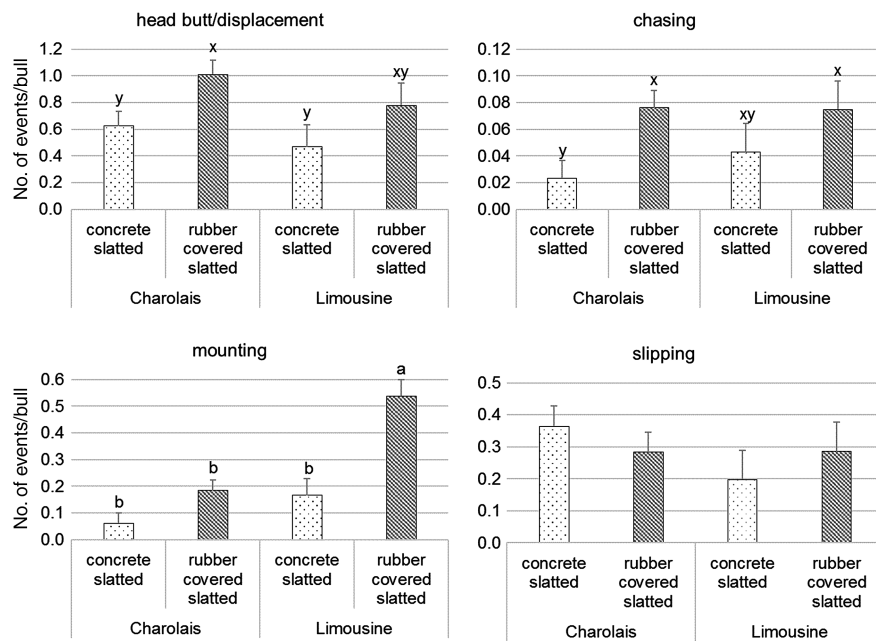 head butt/displacement
No. of events/bull
1.2
1.0
0.8
0.6
0.4
0.2
0.0
y
x
y
xy
concrete
slatted
rubber
covered
slatted
concrete
slatted
rubber
covered
slatted
Charolais
Limousine
chasing
0.12
0.10
0.08
0.06
0.04
0.02
0.00
y
x
xy
x
concrete
slatted
rubber
covered
slatted
concrete
slatted
rubber
covered
slatted
Charolais
Limousine
mounting
No. of events/bull
0.6
0.5
0.4
0.3
0.2
0.1
0.0
b
b
b
a
concrete
slatted
rubber
covered
slatted
concrete
slatted
rubber
covered
slatted
Charolais
Limousine
slipping
0.5
0.4
0.3
0.2
0.1
0.0
concrete
slatted
rubber
covered
slatted
concrete
slatted
rubber
covered
slatted
Charolais
Limousine